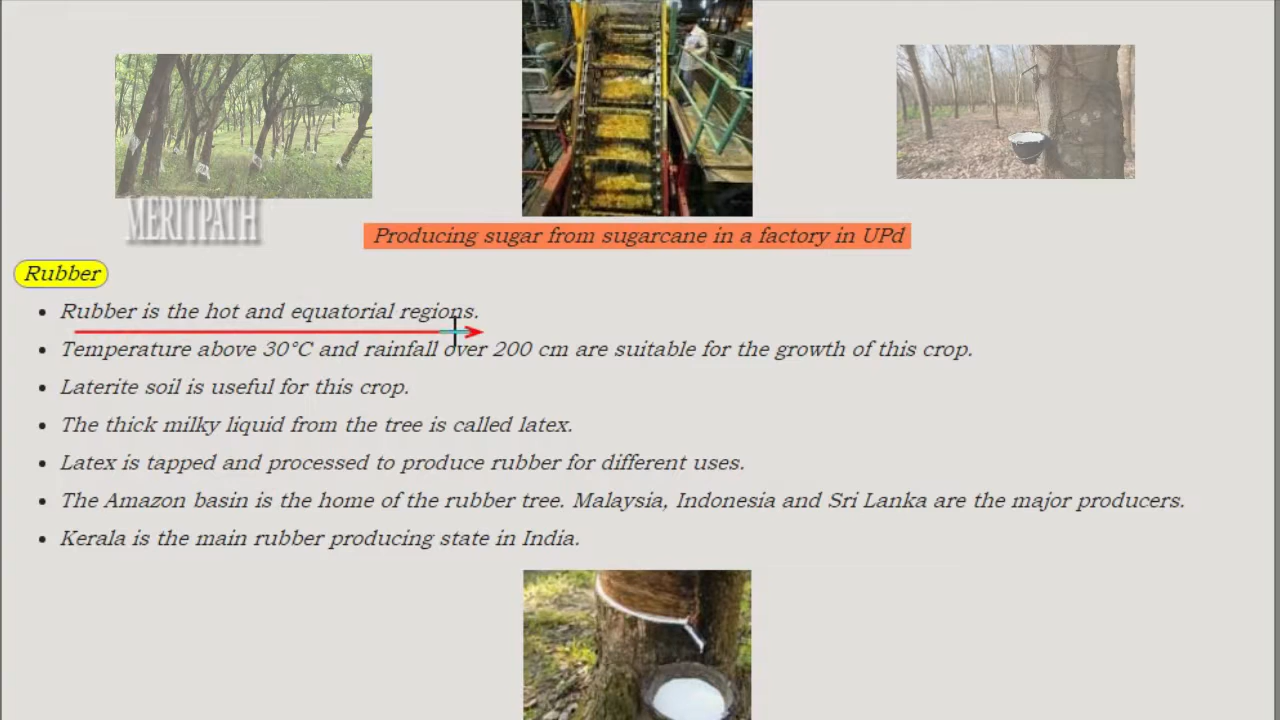 MERITPATH
Producing sugar from sugarcane in a factory in UPd
Rubber
• Rubber is the hot and equatorial regions.
• Temperature above 30°C and rainfall over 200 cm are suitable for the growth of this crop.
• Laterite soil is useful for this crop.
• The thick milky liquid from the tree is called latex.
• Latex is tapped and processed to produce rubber for different uses.
• The Amazon basin is the home of the rubber tree. Malaysia, Indonesia and Sri Lanka are the major producers.
• Kerala is the main rubber producing state in India.